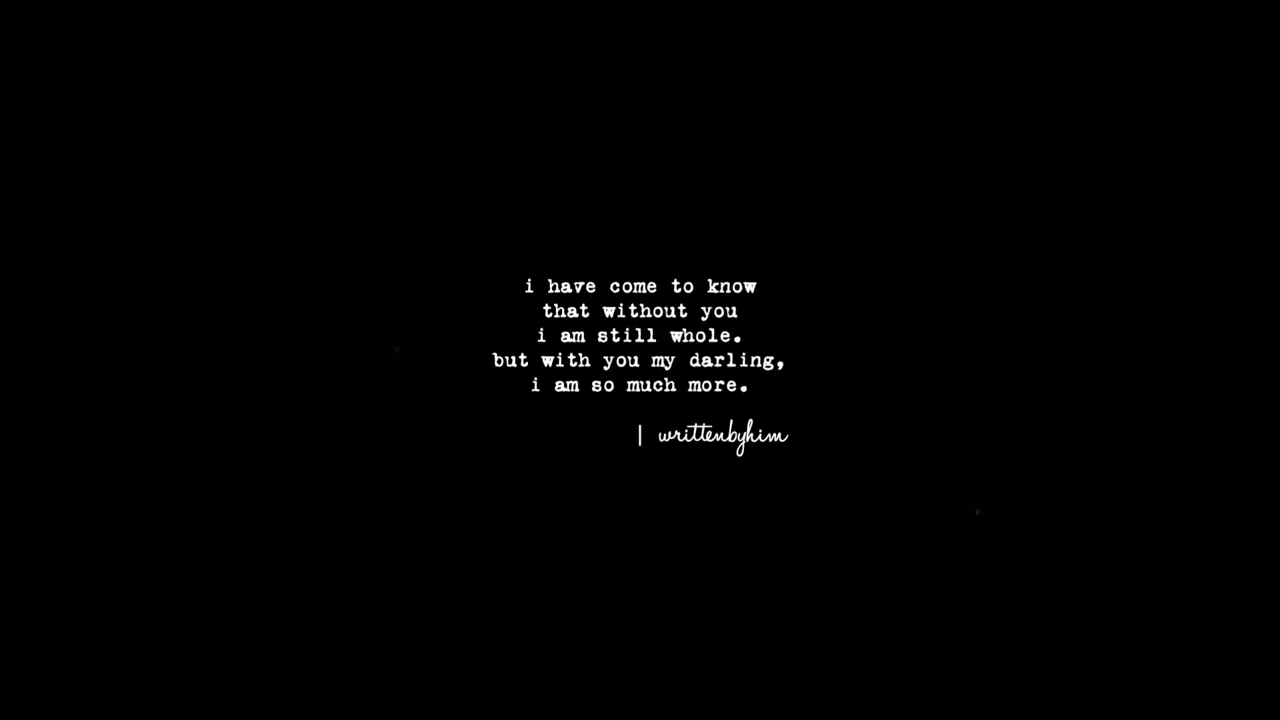 i have come to know
that without you
i am still whole.
but with you my darling,
i am so much more.
| writtenbyhim